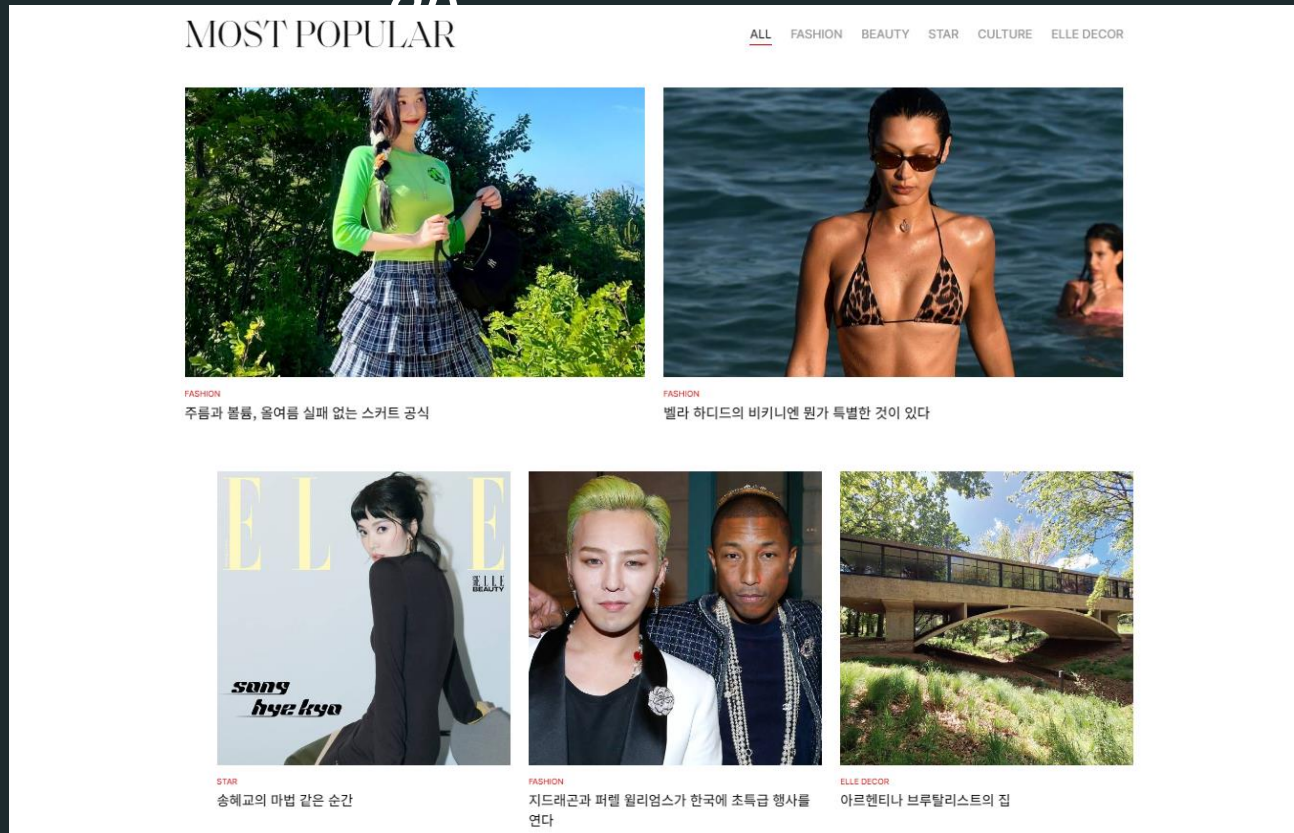 MOST POPULAR
ALL FASHION BEAUTY STAR CULTURE ELLE DECOR
FASHION
주름과 볼륨, 올여름 실패 없는 스커트 공식
FASHION
벨라 하디드의 비키니엔 뭔가 특별한 것이 있다
ELLE
ELLE
BEAUTY
song
hye kyo
STAR
송혜교의 마법 같은 순간
FASHION
지드래곤과 퍼렐 윌리엄스가 한국에 초특급 행사를
연다
ELLE DECOR
아르헨티나 브루탈리스트의 집